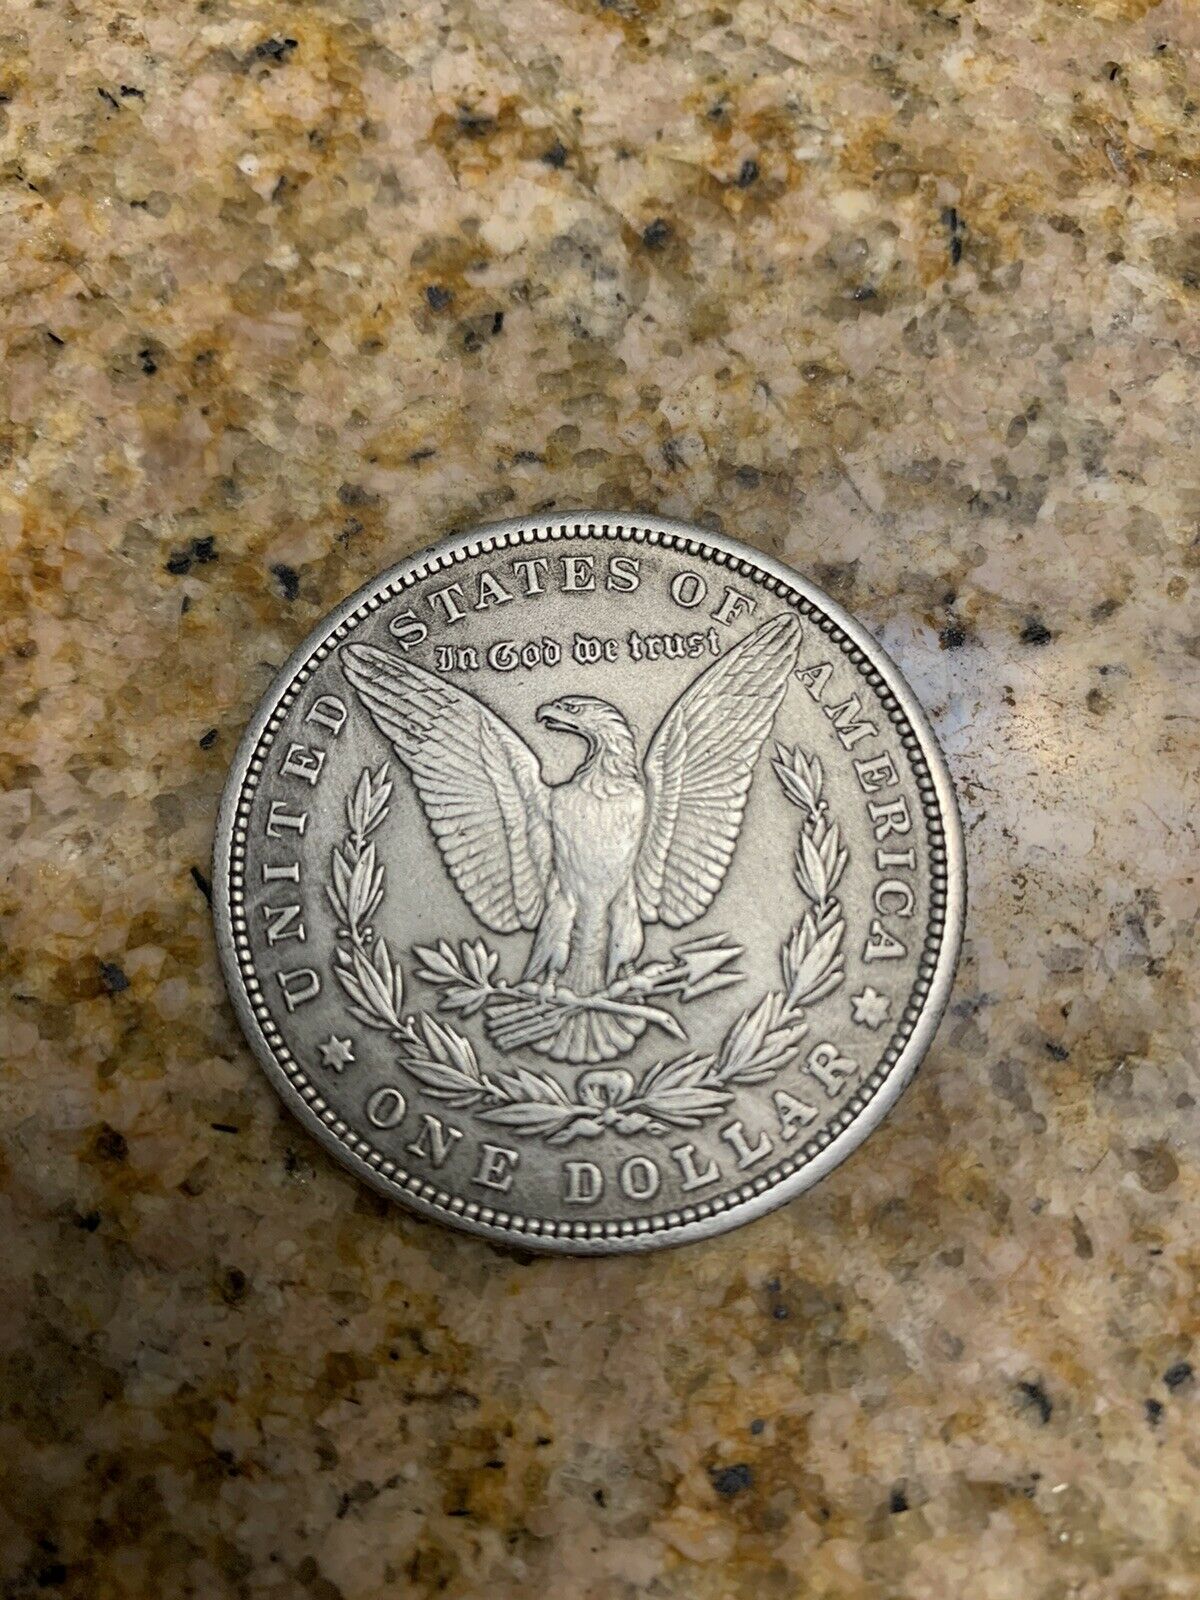 UNITED STATES OF AMERICA
In God we trust
ONE DOLLAR